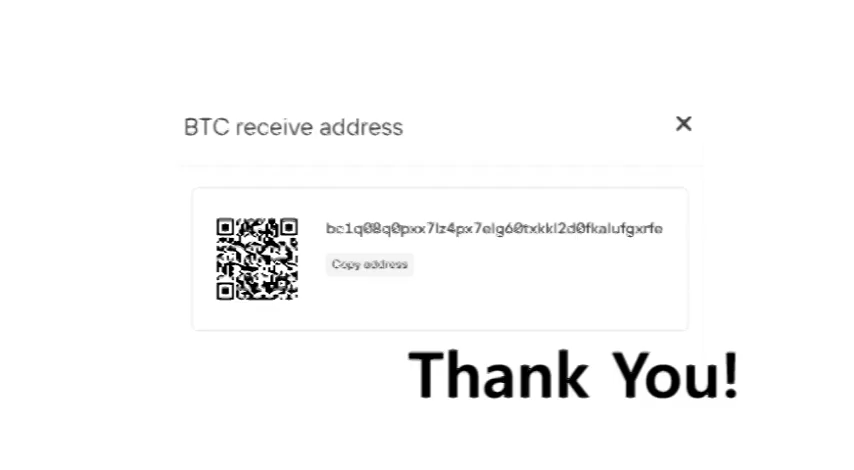 BTC receive address
bc1q08q0pxx7lz4px7elg60txkkl2d0fkalufgxrfe
Copy address
Thank You!